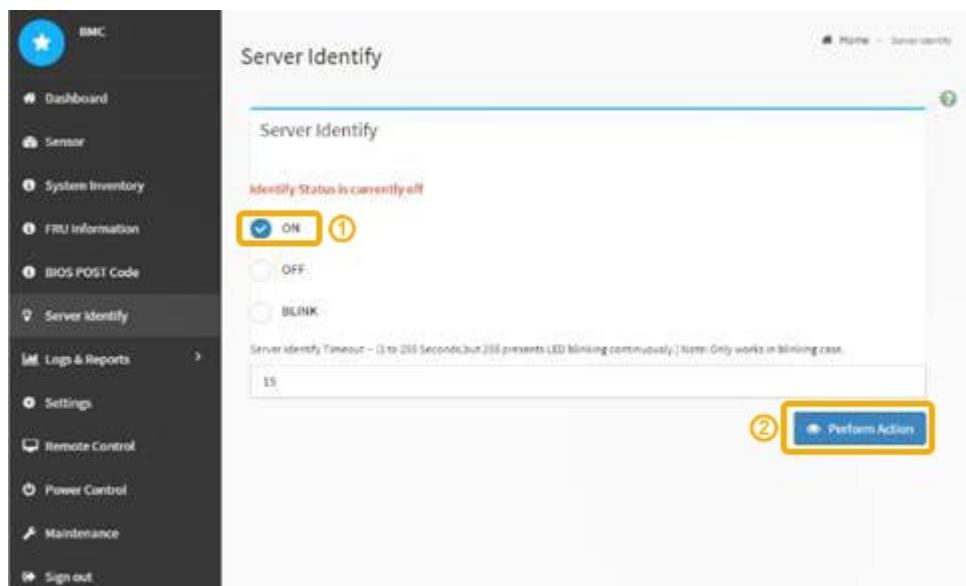 BMC
Home - Server Identify
Server Identify
Dashboard
Sensor
System Inventory
FRU Information
BIOS POST Code
Server Identify
Logs & Reports
Settings
Remote Control
Power Control
Maintenance
Sign out
Server Identify
Identify Status is currently off
ON
1
OFF
BLINK
Server Identify Timeout – (1 to 255 Seconds,but 255 presents LED blinking continuously.) Note: Only works in blinking case.
15
2
Perform Action